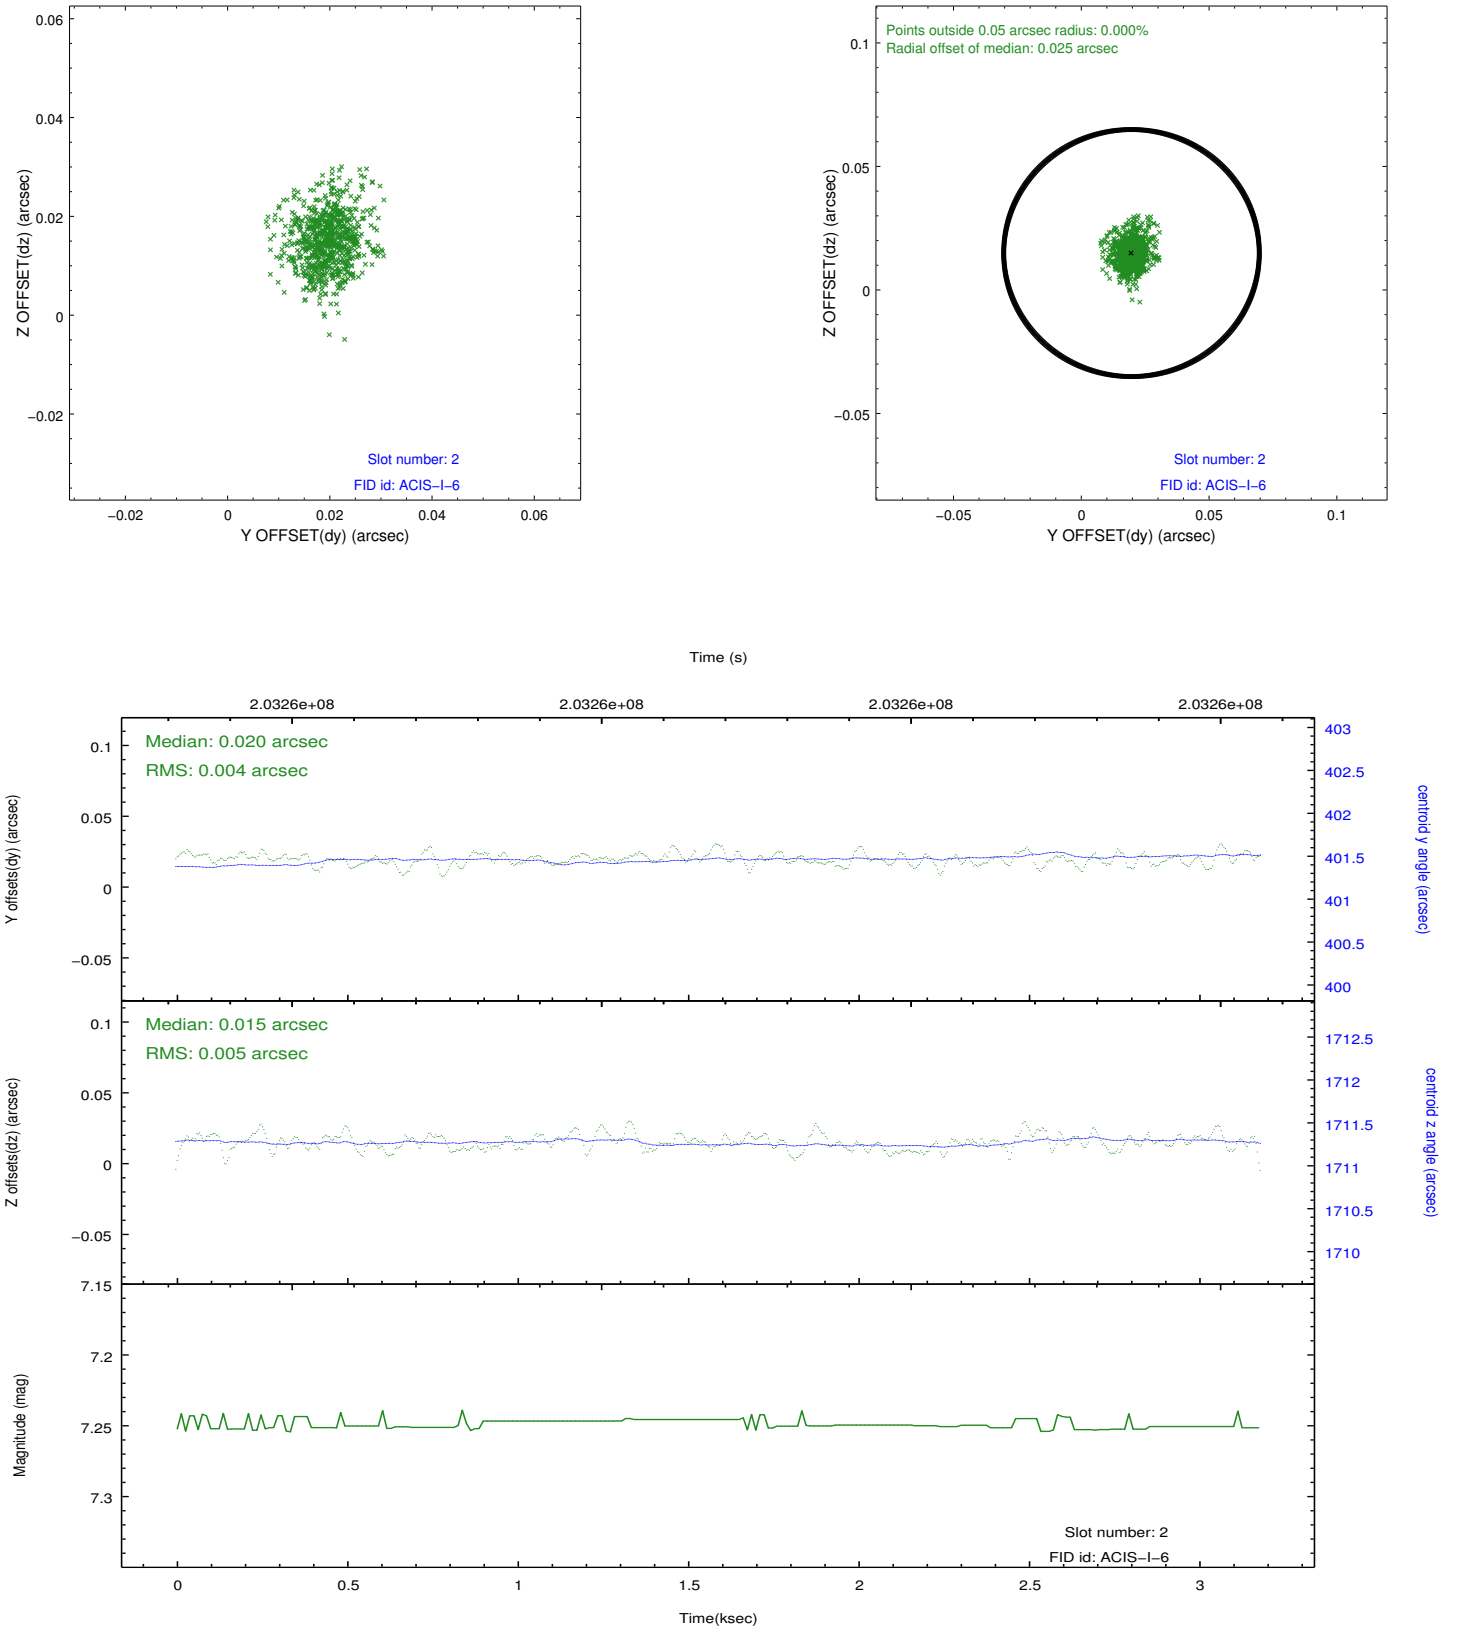 0.06
0.04
0.02
0
−0.02
Z OFFSET(dz) (arcsec)
Slot number: 2
FID id: ACIS−I−6
−0.02 0 0.02 0.04 0.06
Y OFFSET(dy) (arcsec)
Points outside 0.05 arcsec radius: 0.000%
Radial offset of median: 0.025 arcsec
0.1
0.05
0
−0.05
Z OFFSET(dz) (arcsec)
Slot number: 2
FID id: ACIS−I−6
−0.05 0 0.05 0.1
Y OFFSET(dy) (arcsec)
Time (s)
2.0326e+08 2.0326e+08 2.0326e+08 2.0326e+08
Median: 0.020 arcsec
RMS: 0.004 arcsec
0.1
0.05
0
−0.05
Y offsets(dy) (arcsec)
403
402.5
402
401.5
401
400.5
400
centroid y angle (arcsec)
Median: 0.015 arcsec
RMS: 0.005 arcsec
0.1
0.05
0
−0.05
Z offsets(dz) (arcsec)
1712.5
1712
1711.5
1711
1710.5
1710
centroid z angle (arcsec)
7.15
7.2
7.25
7.3
Magnitude (mag)
Slot number: 2
FID id: ACIS−I−6
0 0.5 1 1.5 2 2.5 3
Time(ksec)